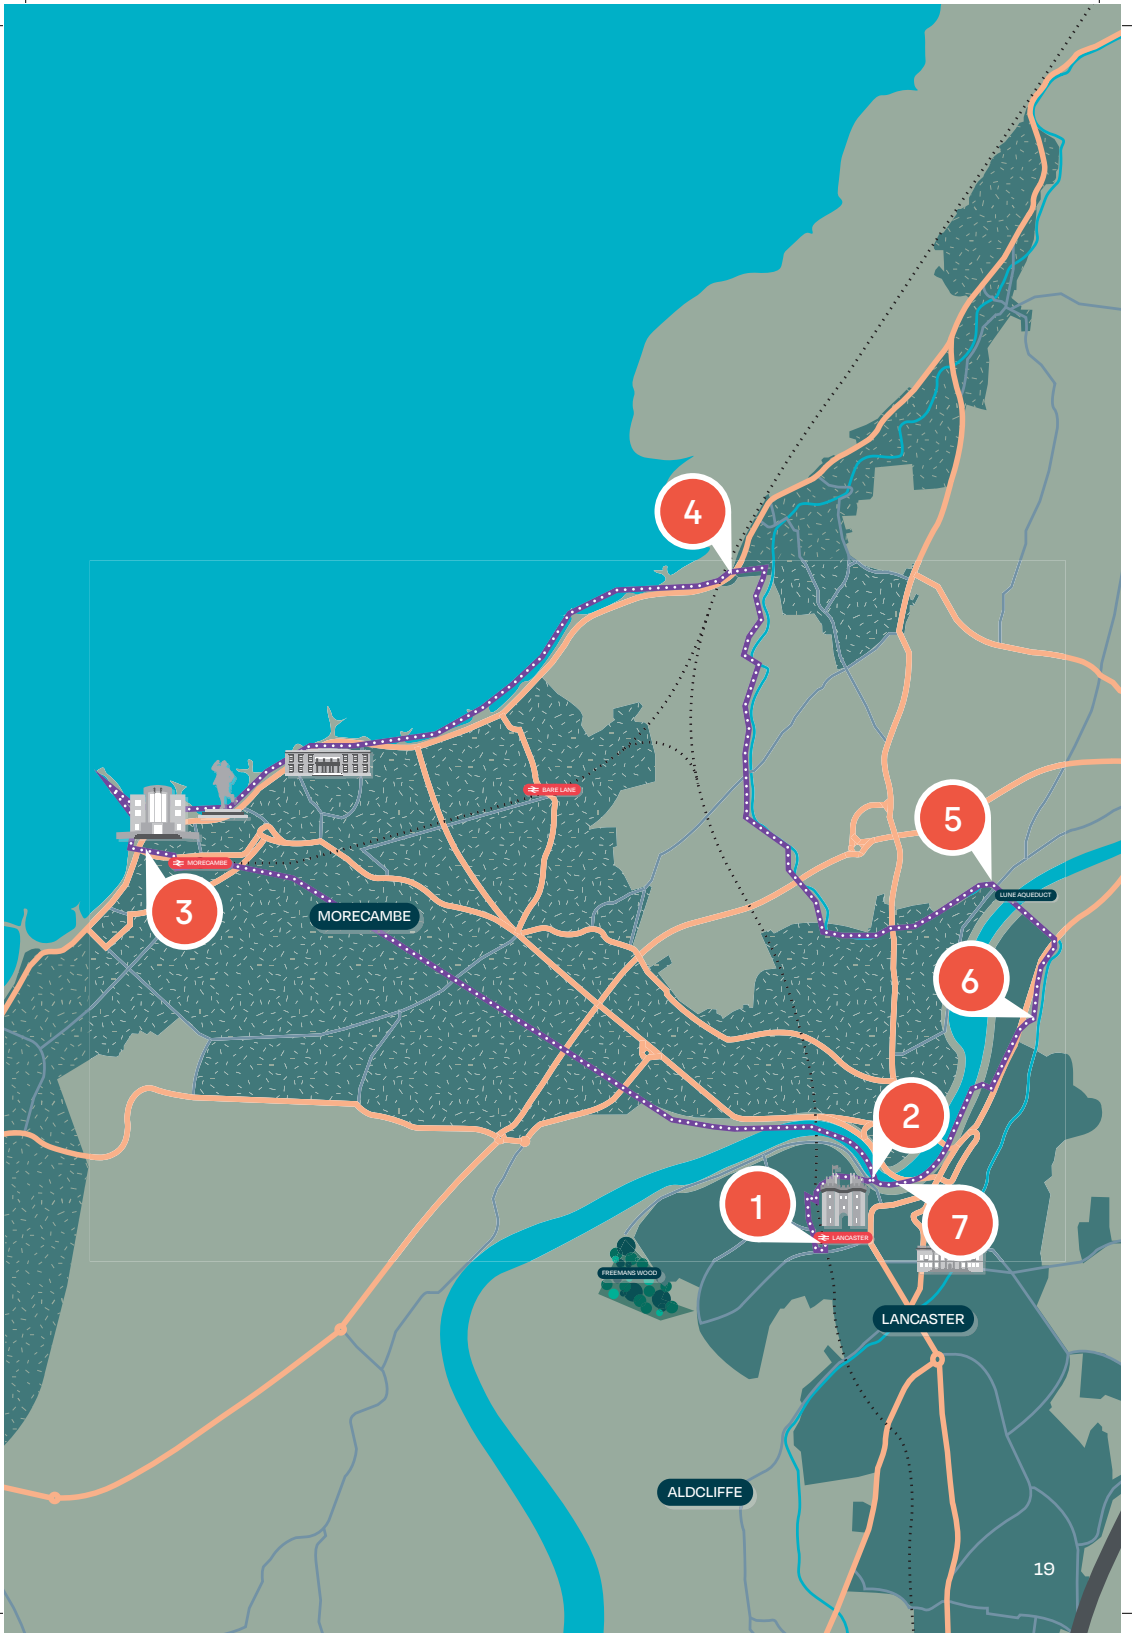 4
BARE LANE
5
LUNE AQUEDUCT
MORECAMBE
3
MORECAMBE
6
2
1
7
LANCASTER
FREEMANS WOOD
LANCASTER
ALDCLIFFE
19